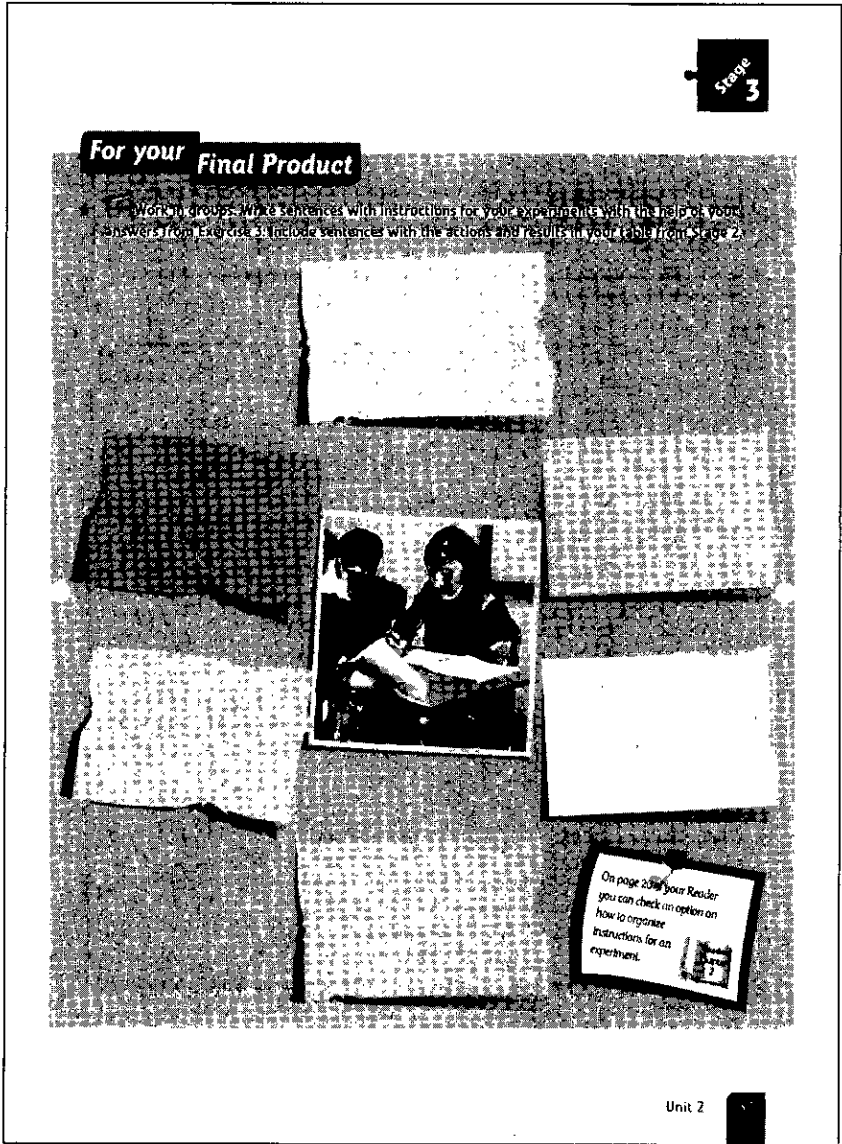 Stage
3
For your Final Product
Work in groups. Write sentences with instructions for your experiments with the help of your
answers from Exercise 3. Include sentences with the actions and results in your table from Stage 2.
On page 20 of your Reader
you can check an option on
how to organize
instructions for an
experiment.
Unit 2